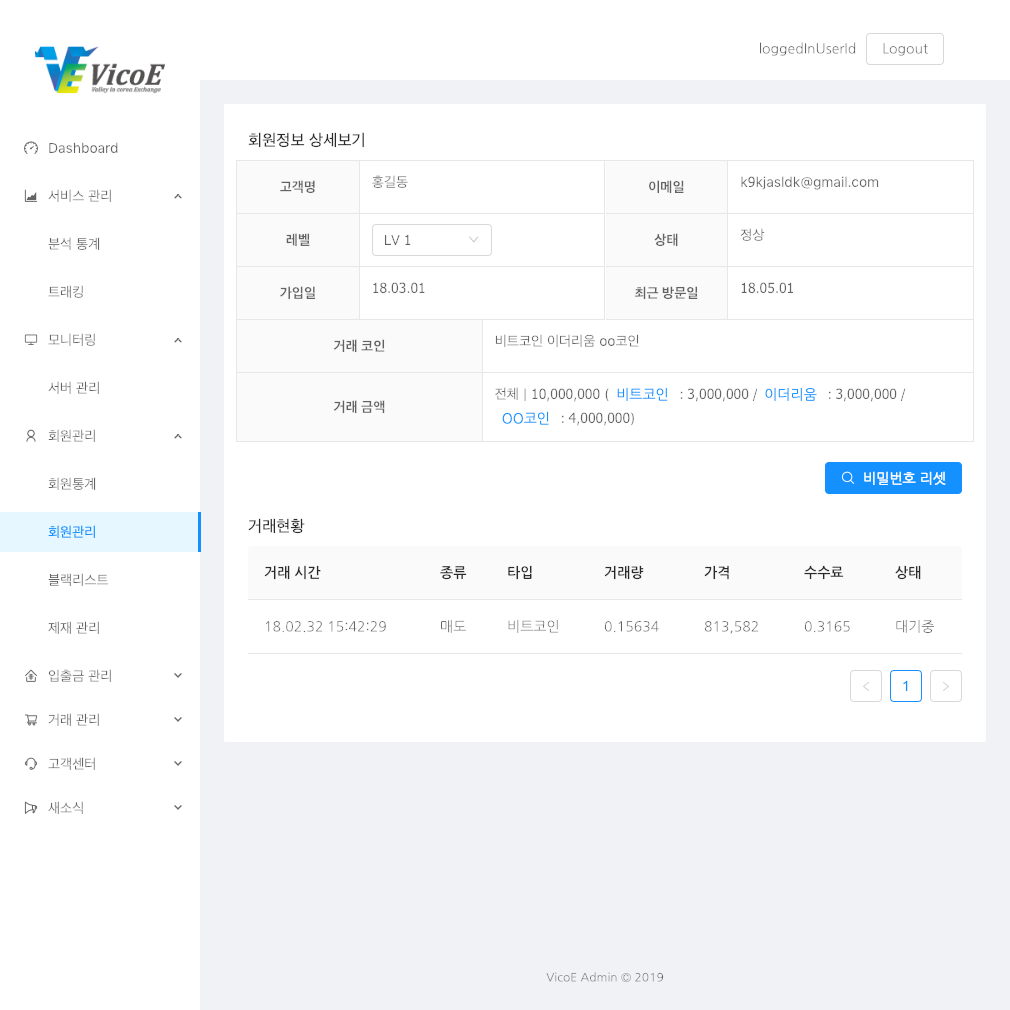 loggedInUserId Logout
VicoE
Valley in corea Exchange
Dashboard
서비스 관리
분석 통계
트래킹
모니터링
서버 관리
회원관리
회원통계
회원관리
블랙리스트
제재 관리
입출금 관리
거래 관리
고객센터
새소식
회원정보 상세보기
고객명 홍길동 이메일 k9kjasldk@gmail.com
레벨 LV 1 상태 정상
가입일 18.03.01 최근 방문일 18.05.01
거래 코인 비트코인 이더리움 oo코인
거래 금액 전체 | 10,000,000 ( 비트코인 : 3,000,000 / 이더리움 : 3,000,000 /
OO코인 : 4,000,000)
비밀번호 리셋
거래현황
거래 시간 종류 타입 거래량 가격 수수료 상태
18.02.32 15:42:29 매도 비트코인 0.15634 813,582 0.3165 대기중
< 1 >
VicoE Admin © 2019